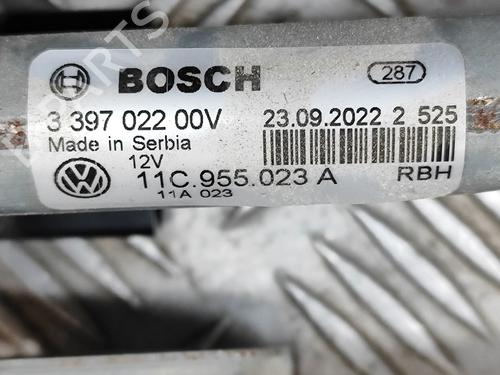 BOSCH 287
3 397 022 00V 23.09.2022 2 525
Made in Serbia
12V
11C.955.023 A RBH
11A 023
PARTS